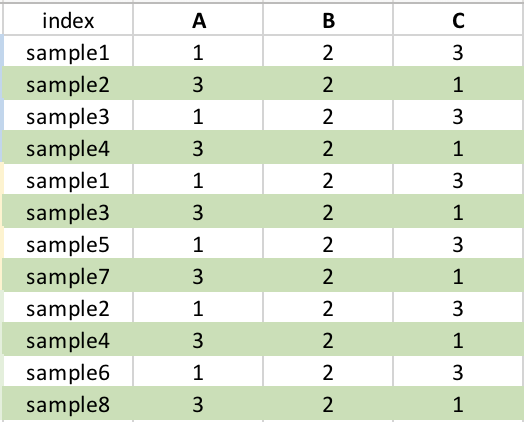 index A B C
sample1 1 2 3
sample2 3 2 1
sample3 1 2 3
sample4 3 2 1
sample1 1 2 3
sample3 3 2 1
sample5 1 2 3
sample7 3 2 1
sample2 1 2 3
sample4 3 2 1
sample6 1 2 3
sample8 3 2 1